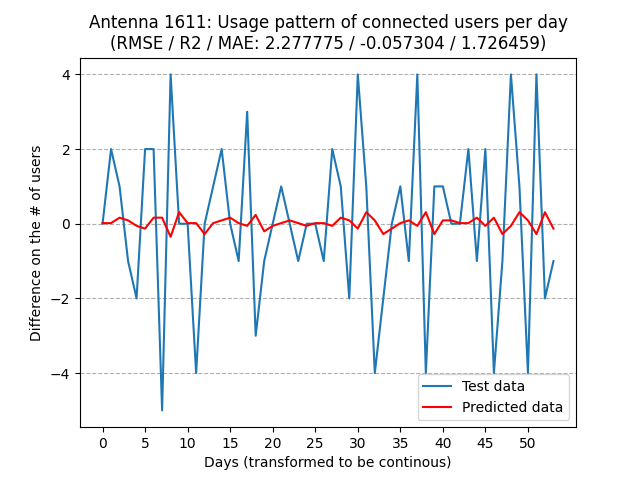 Antenna 1611: Usage pattern of connected users per day
(RMSE / R2 / MAE: 2.277775 / -0.057304 / 1.726459)
Difference on the # of users
4
2
0
−2
−4
Test data
Predicted data
0 5 10 15 20 25 30 35 40 45 50
Days (transformed to be continous)